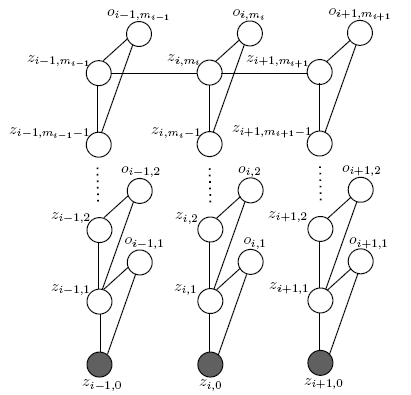 o_{i-1,m_{i-1}} o_{i,m_i} o_{i+1,m_{i+1}}
z_{i-1,m_{i-1}} z_{i,m_i} z_{i+1,m_{i+1}}
z_{i-1,m_{i-1}-1} z_{i,m_i-1} z_{i+1,m_{i+1}-1}
o_{i-1,2} o_{i,2} o_{i+1,2}
z_{i-1,2} z_{i,2} z_{i+1,2}
o_{i-1,1} o_{i,1} o_{i+1,1}
z_{i-1,1} z_{i,1} z_{i+1,1}
z_{i-1,0} z_{i,0} z_{i+1,0}